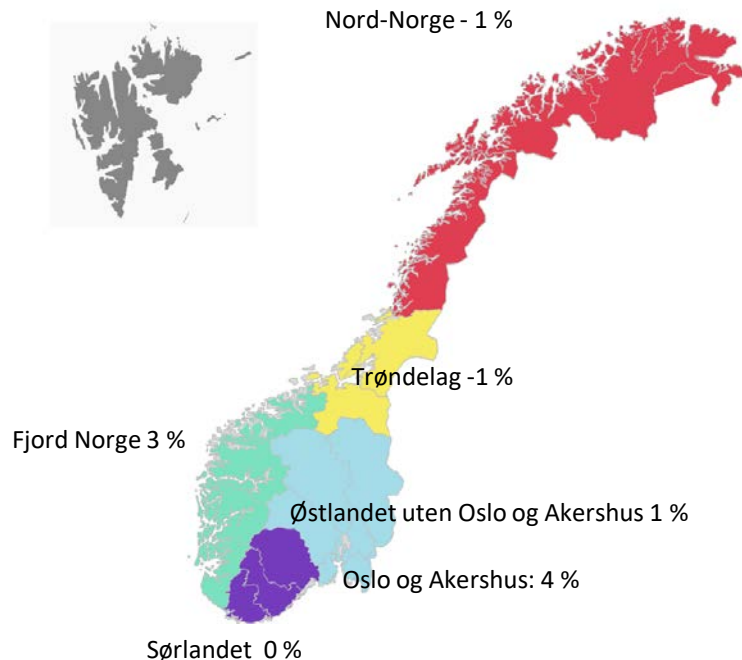 Nord-Norge - 1 %
Trøndelag -1 %
Fjord Norge 3 %
Østlandet uten Oslo og Akershus 1 %
Oslo og Akershus: 4 %
Sørlandet 0 %